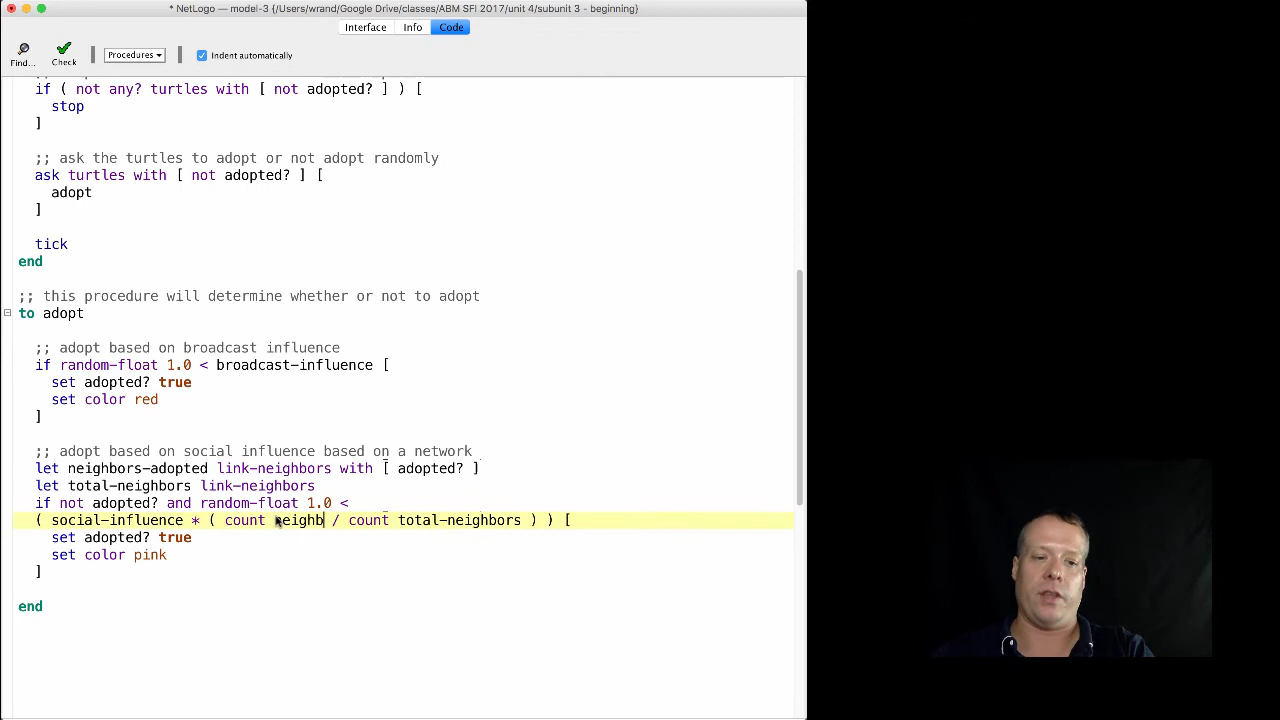 * NetLogo — model-3 {/Users/wrand/Google Drive/classes/ABM SFI 2017/unit 4/subunit 3 - beginning}
Interface Info Code
Find... Check Procedures Indent automatically
if ( not any? turtles with [ not adopted? ] ) [
stop
]
;; ask the turtles to adopt or not adopt randomly
ask turtles with [ not adopted? ] [
adopt
]
tick
end
;; this procedure will determine whether or not to adopt
to adopt
;; adopt based on broadcast influence
if random-float 1.0 < broadcast-influence [
set adopted? true
set color red
]
;; adopt based on social influence based on a network
let neighbors-adopted link-neighbors with [ adopted? ]
let total-neighbors link-neighbors
if not adopted? and random-float 1.0 <
( social-influence * ( count neighb / count total-neighbors ) ) [
set adopted? true
set color pink
]
end